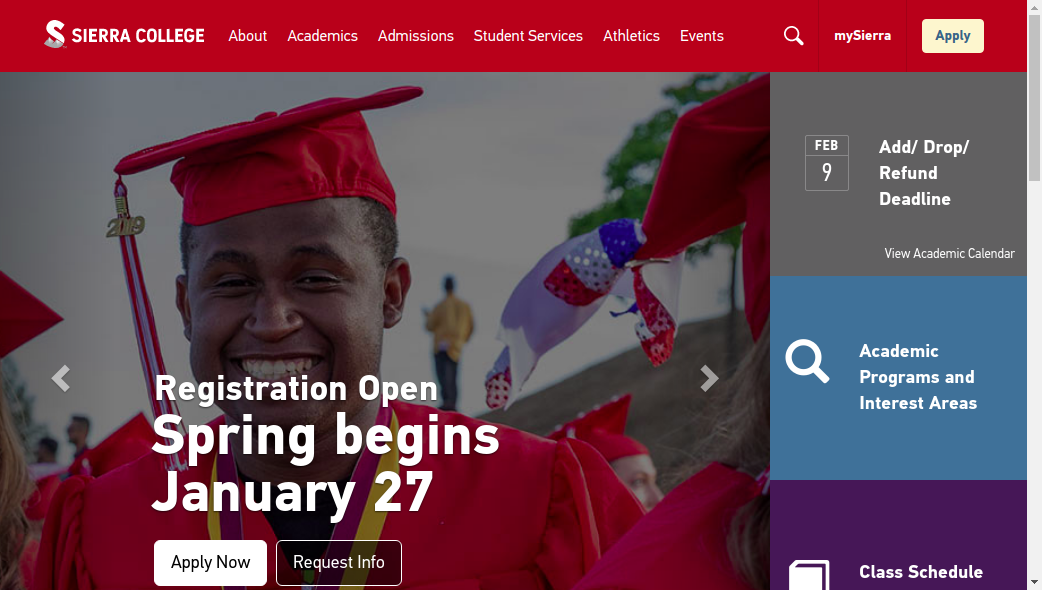 SIERRA COLLEGE
About
Academics
Admissions
Student Services
Athletics
Events
mySierra
Apply
2019
Registration Open
Spring begins
January 27
Apply Now
Request Info
FEB
9
Add/ Drop/
Refund
Deadline
View Academic Calendar
Academic
Programs and
Interest Areas
Class Schedule